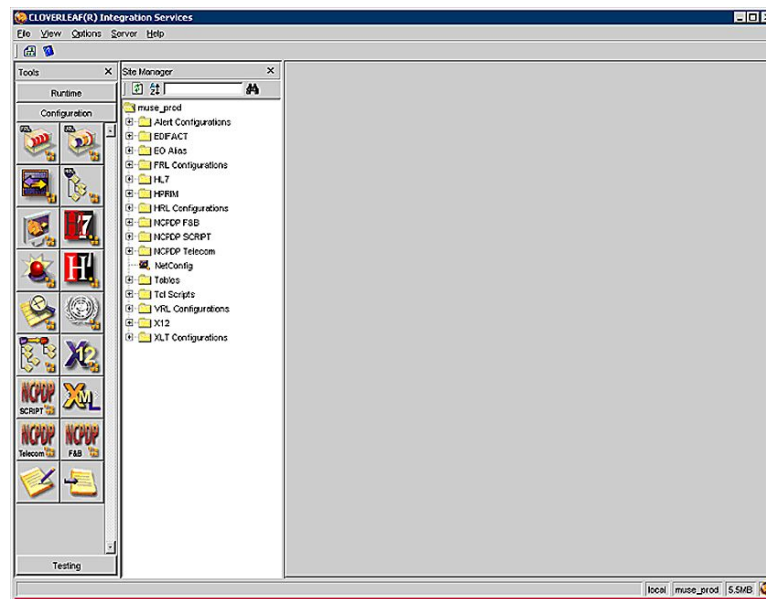 CLOVERLEAF(R) Integration Services
File View Options Server Help
Tools
Runtime
Configuration
H7
H
X12
NCPDP
SCRIPT
XML
NCPDP
Telecom
NCPDP
F&B
Testing
Site Manager
muse_prod
Alert Configurations
EDIFACT
EO Alias
FRL Configurations
HL7
HPRIM
HRL Configurations
NCPDP F&B
NCPDP SCRIPT
NCPDP Telecom
NetConfig
Tables
Tcl Scripts
VRL Configurations
X12
XLT Configurations
local muse_prod 5.5MB